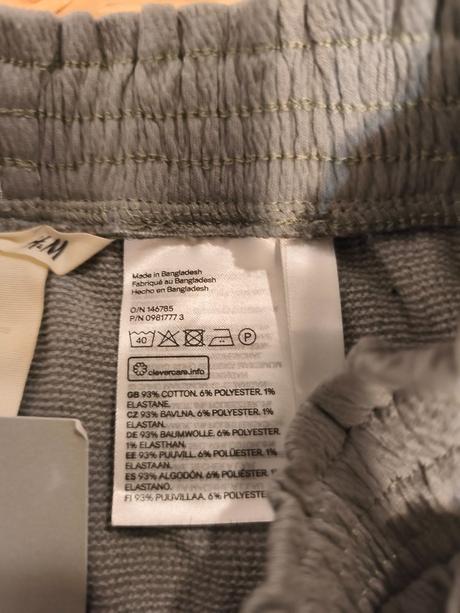 H&M
Made in Bangladesh
Fabriqué au Bangladesh
Hecho en Bangladesh
O/N 146785
P/N 0981777 3
40 P
clevercare.info
GB 93% COTTON. 6% POLYESTER. 1%
ELASTANE.
CZ 93% BAVLNA. 6% POLYESTER. 1%
ELASTAN.
DE 93% BAUMWOLLE. 6% POLYESTER.
1% ELASTHAN.
EE 93% PUUVILL. 6% POLÜESTER. 1%
ELASTAAN.
ES 93% ALGODÓN. 6% POLIÉSTER. 1%
ELASTANO.
FI 93% PUUVILLAA. 6% POLYESTE